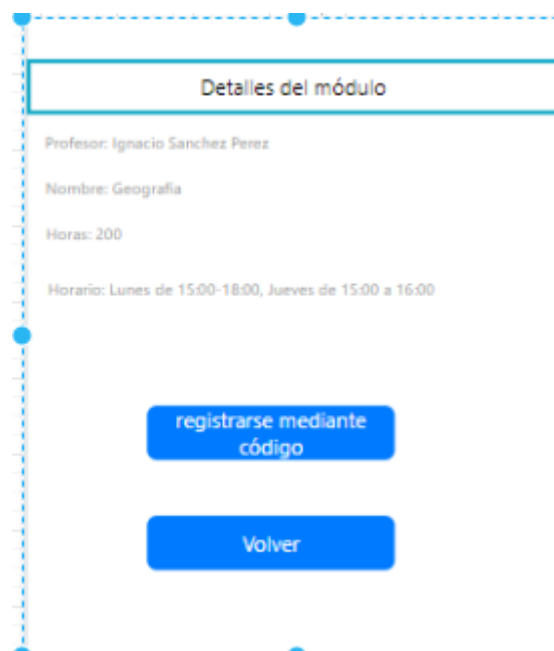 Detalles del módulo
Profesor: Ignacio Sanchez Perez
Nombre: Geografia
Horas: 200
Horario: Lunes de 15:00-18:00, Jueves de 15:00 a 16:00
registrarse mediante
código
Volver